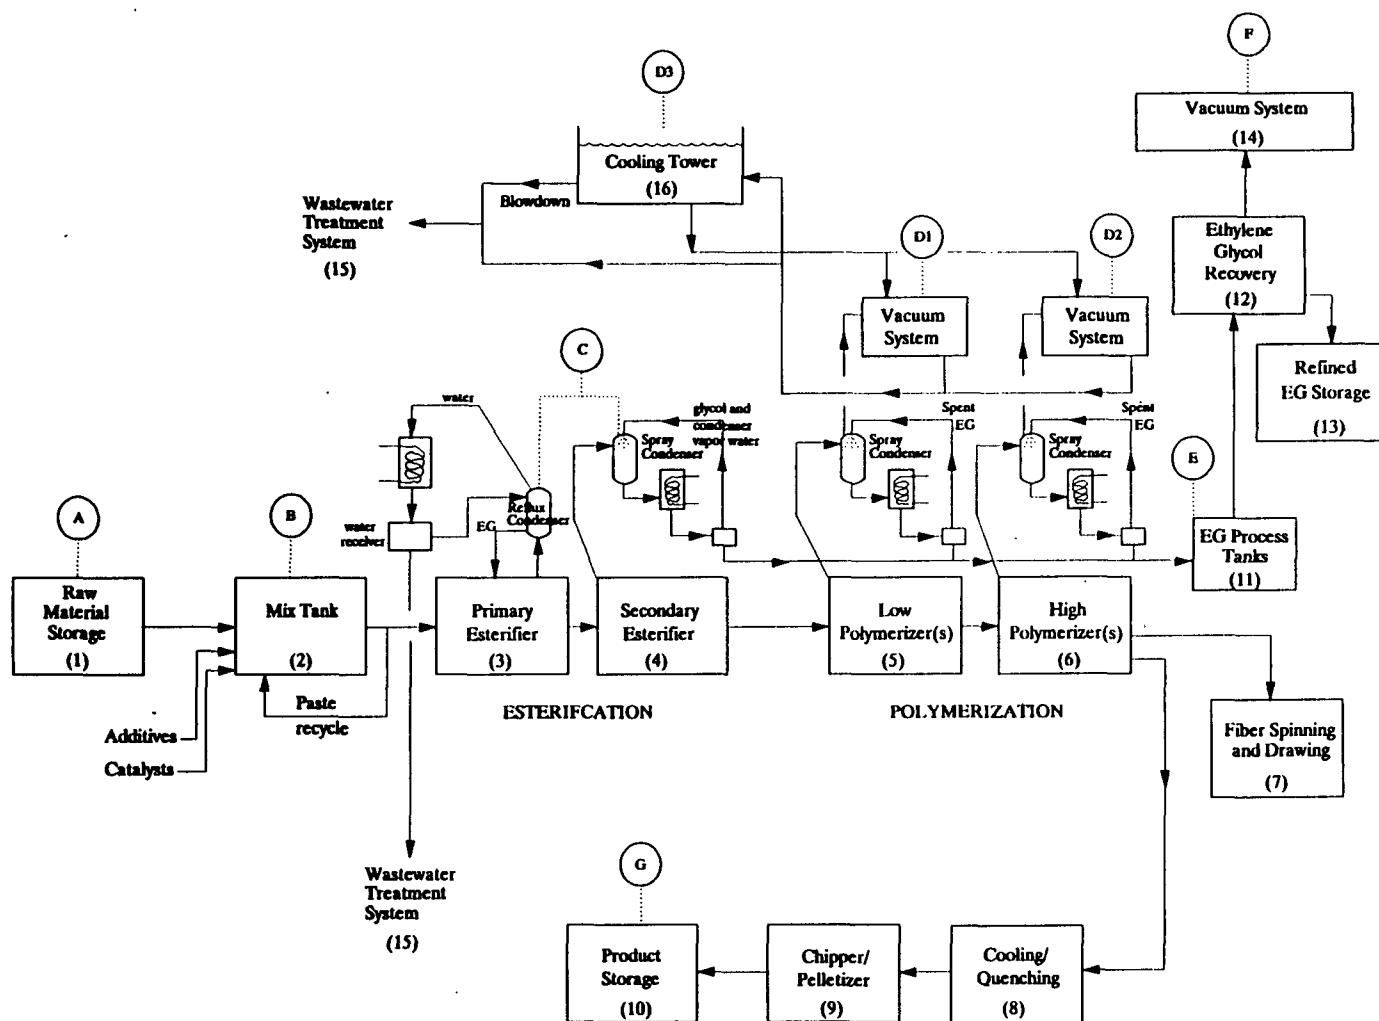 F
Vacuum System
(14)
D3
Cooling Tower
(16)
Blowdown
Wastewater
Treatment
System
(15)
D1
D2
Ethylene
Glycol
Recovery
(12)
Vacuum
System
Vacuum
System
Refined
EG Storage
(13)
C
water
glycol and
condenser
vapor water
Spray
Condenser
Spent
EG
Spray
Condenser
Spent
EG
Spray
Condenser
E
A
B
water
receiver
Reflux
Condenser
EG
EG Process
Tanks
(11)
Raw
Material
Storage
(1)
Mix Tank
(2)
Primary
Esterifier
(3)
Secondary
Esterifier
(4)
Low
Polymerizer(s)
(5)
High
Polymerizer(s)
(6)
Paste
recycle
ESTERIFCATION
POLYMERIZATION
Additives
Catalysts
Fiber Spinning
and Drawing
(7)
Wastewater
Treatment
System
(15)
G
Product
Storage
(10)
Chipper/
Pelletizer
(9)
Cooling/
Quenching
(8)